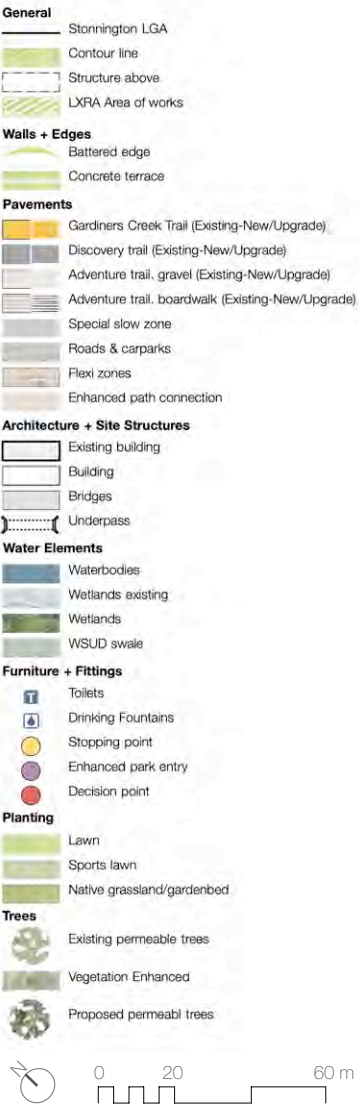 General
Stonnington LGA
Contour line
Structure above
LXRA Area of works
Walls + Edges
Battered edge
Concrete terrace
Pavements
Gardiners Creek Trail (Existing-New/Upgrade)
Discovery trail (Existing-New/Upgrade)
Adventure trail. gravel (Existing-New/Upgrade)
Adventure trail. boardwalk (Existing-New/Upgrade)
Special slow zone
Roads & carparks
Flexi zones
Enhanced path connection
Architecture + Site Structures
Existing building
Building
Bridges
Underpass
Water Elements
Waterbodies
Wetlands existing
Wetlands
WSUD swale
Furniture + Fittings
T Toilets
Drinking Fountains
Stopping point
Enhanced park entry
Decision point
Planting
Lawn
Sports lawn
Native grassland/gardenbed
Trees
Existing permeable trees
Vegetation Enhanced
Proposed permeabl trees
N 0 20 60 m